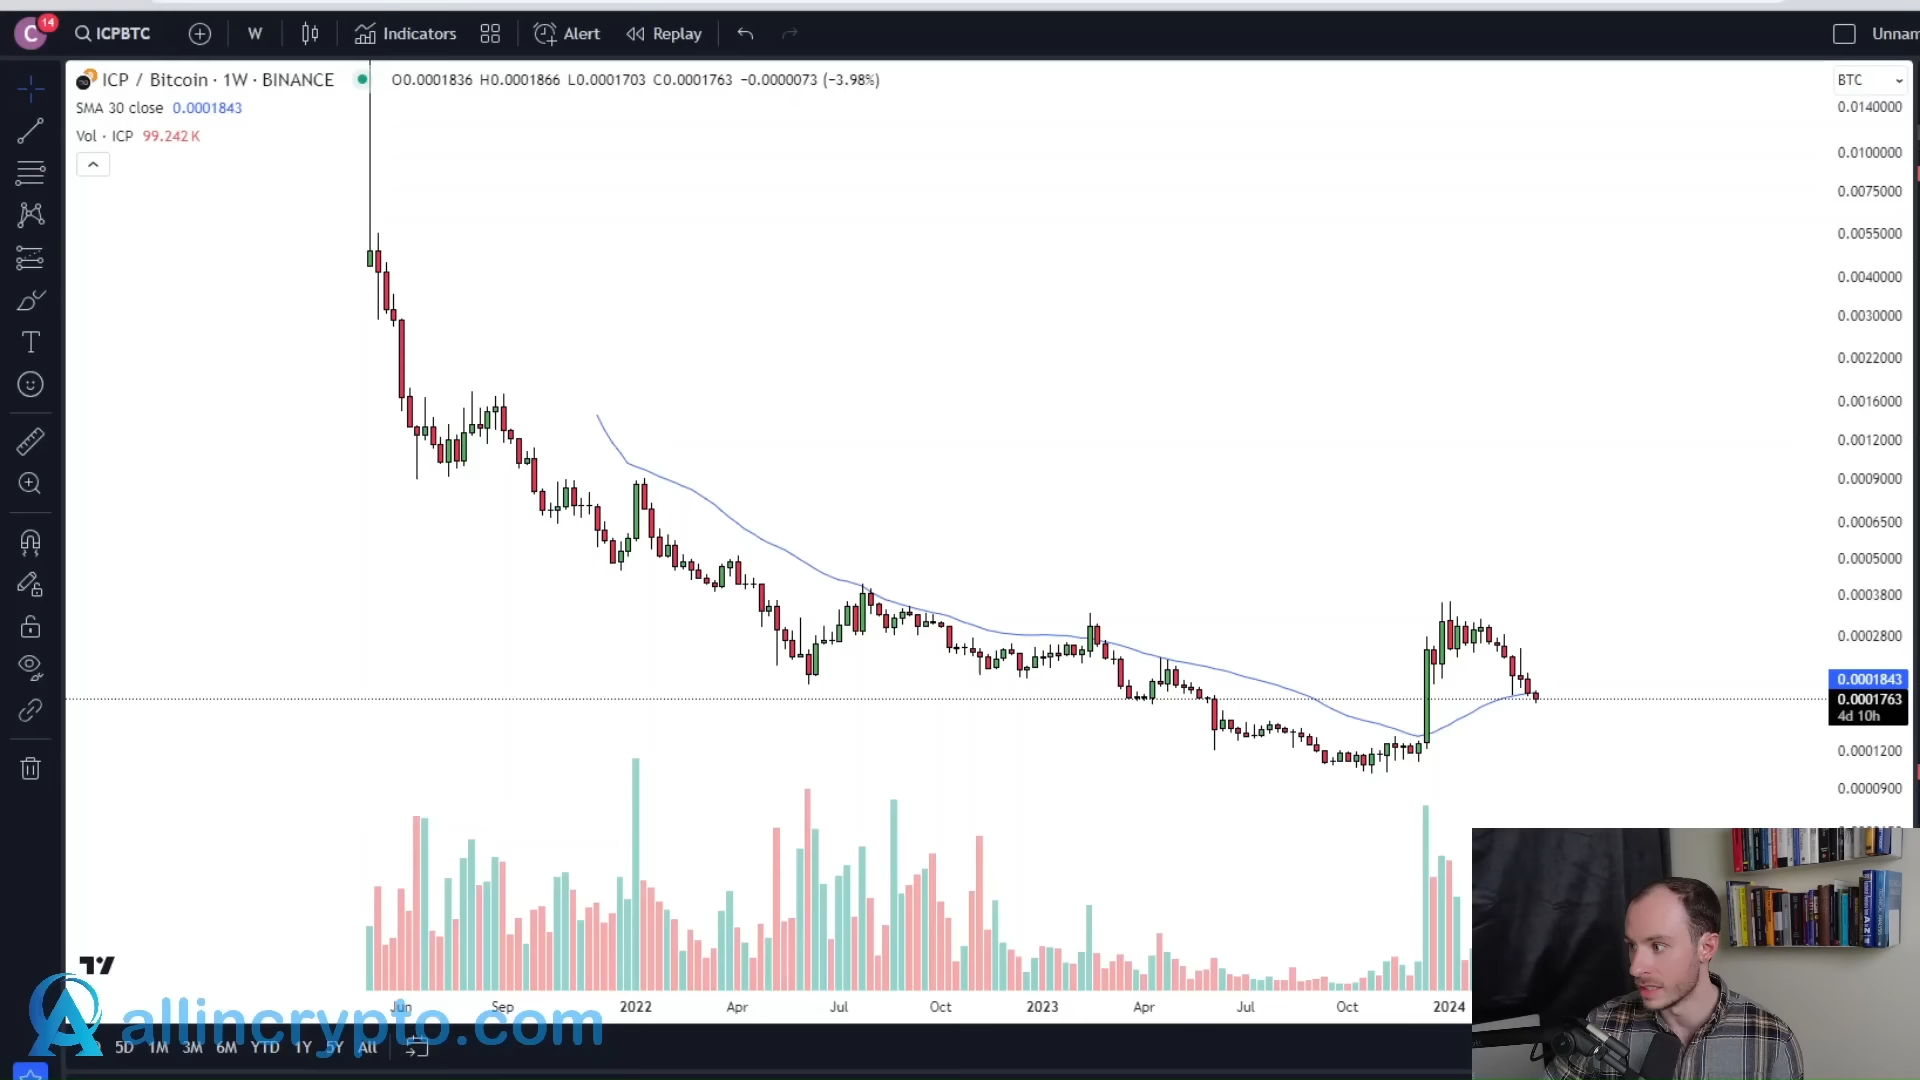 C 14 ICPBTC W Indicators Alert Replay Unnam
ICP / Bitcoin · 1W · BINANCE O0.0001836 H0.0001866 L0.0001703 C0.0001763 −0.0000073 (−3.98%)
SMA 30 close 0.0001843
Vol · ICP 99.242 K
BTC
0.0140000
0.0100000
0.0075000
0.0055000
0.0040000
0.0030000
0.0022000
0.0016000
0.0012000
0.0009000
0.0006500
0.0005000
0.0003800
0.0002800
0.0001843
0.0001763
4d 10h
0.0001200
0.0000900
Jun Sep 2022 Apr Jul Oct 2023 Apr Jul Oct 2024
allincrypto.com
5D 1M 3M 6M YTD 1Y 5Y All